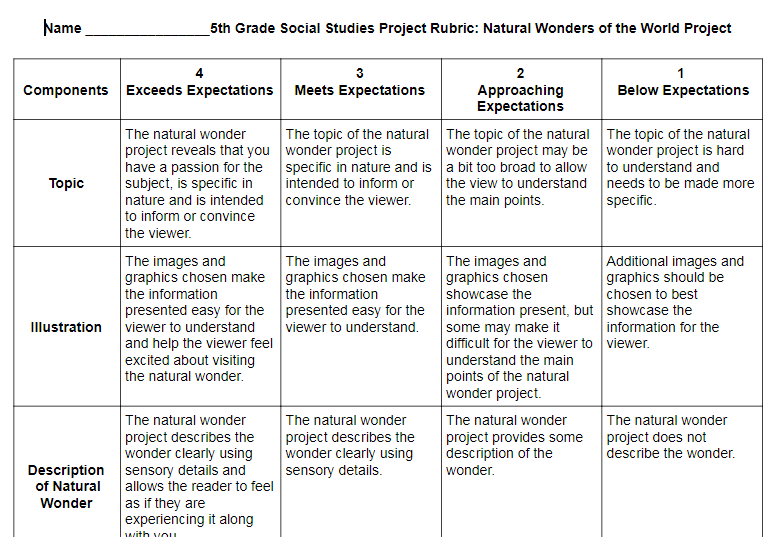 Name ________________5th Grade Social Studies Project Rubric: Natural Wonders of the World Project
Components
4
Exceeds Expectations
3
Meets Expectations
2
Approaching
Expectations
1
Below Expectations
Topic
The natural wonder
project reveals that you
have a passion for the
subject, is specific in
nature and is intended
to inform or convince
the viewer.
The topic of the natural
wonder project is
specific in nature and is
intended to inform or
convince the viewer.
The topic of the natural
wonder project may be
a bit too broad to allow
the view to understand
the main points.
The topic of the natural
wonder project is hard
to understand and
needs to be made more
specific.
Illustration
The images and
graphics chosen make
the information
presented easy for the
viewer to understand
and help the viewer feel
excited about visiting
the natural wonder.
The images and
graphics chosen make
the information
presented easy for the
viewer to understand.
The images and
graphics chosen
showcase the
information present, but
some may make it
difficult for the viewer to
understand the main
points of the natural
wonder project.
Additional images and
graphics should be
chosen to best
showcase the
information for the
viewer.
Description
of Natural
Wonder
The natural wonder
project describes the
wonder clearly using
sensory details and
allows the reader to feel
as if they are
experiencing it along
with you
The natural wonder
project describes the
wonder clearly using
sensory details.
The natural wonder
project provides some
description of the
wonder.
The natural wonder
project does not
describe the wonder.